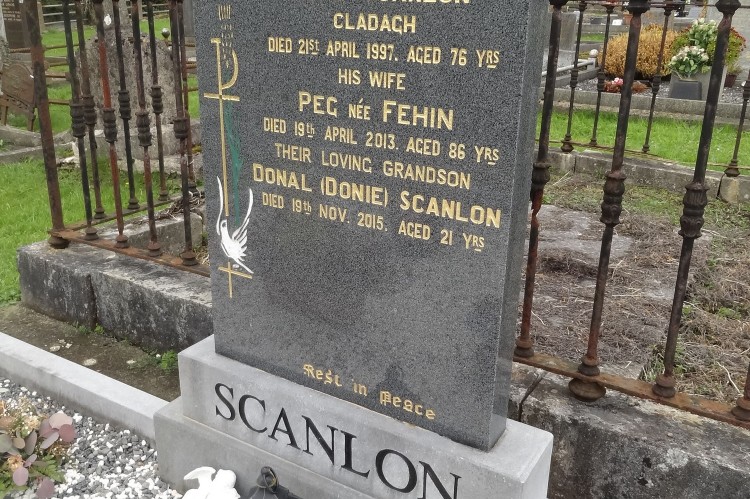 SCANLON
CLADAGH
DIED 21ST APRIL 1997. AGED 76 YRS
HIS WIFE
PEG NÉE FEHIN
DIED 19TH APRIL 2013. AGED 86 YRS
THEIR LOVING GRANDSON
DONAL (DONIE) SCANLON
DIED 19TH NOV. 2015. AGED 21 YRS
Rest in Peace
SCANLON